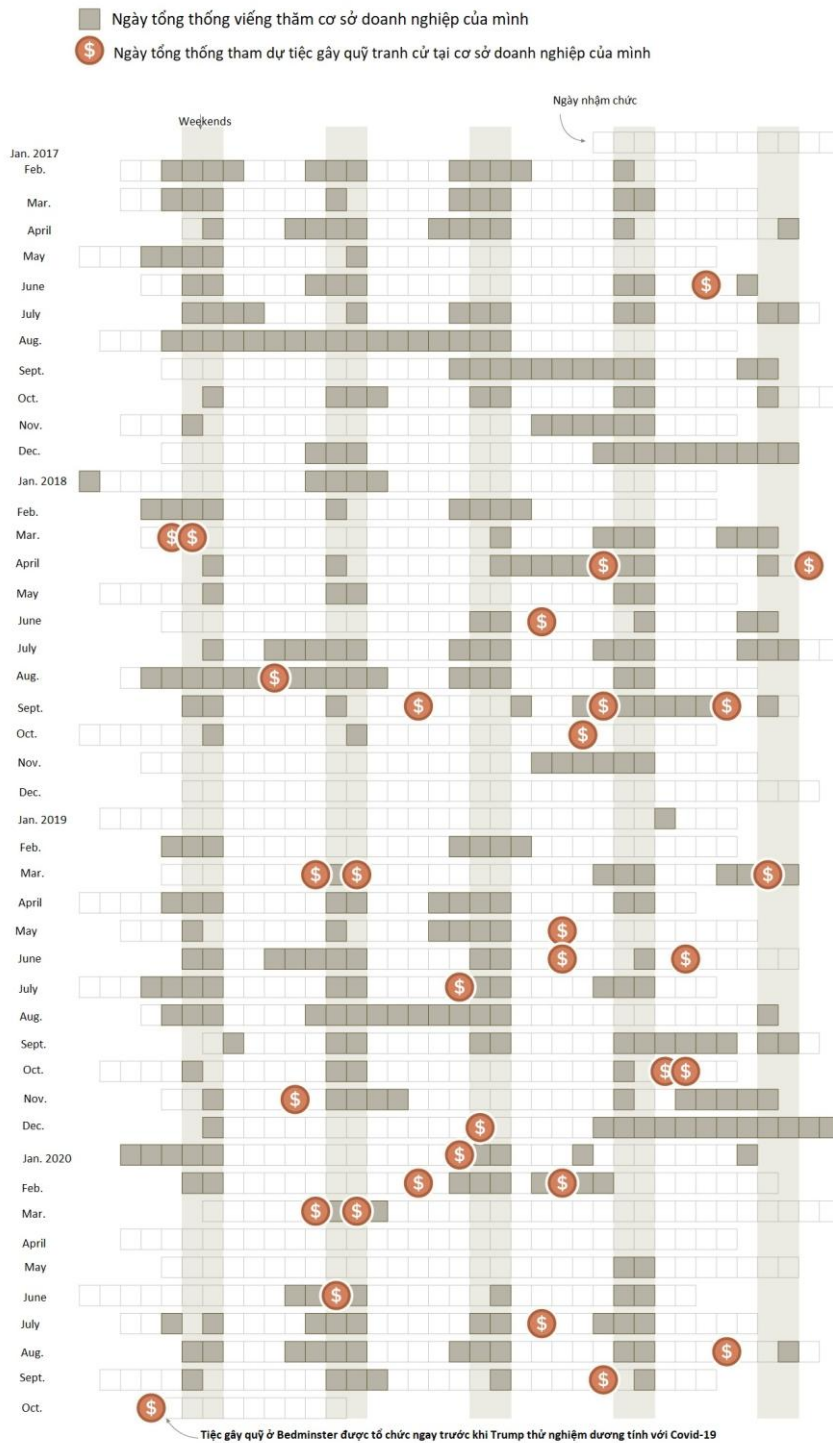 Ngày tổng thống viếng thăm cơ sở doanh nghiệp của mình
$ Ngày tổng thống tham dự tiệc gây quỹ tranh cử tại cơ sở doanh nghiệp của mình
Ngày nhậm chức
Weekends
Jan. 2017
Feb.
Mar.
April
May
June $
July
Aug.
Sept.
Oct.
Nov.
Dec.
Jan. 2018
Feb.
Mar. $ $
April $ $
May
June $
July
Aug. $
Sept. $ $ $
Oct. $
Nov.
Dec.
Jan. 2019
Feb.
Mar. $ $ $
April
May $
June $ $
July $
Aug.
Sept.
Oct. $ $
Nov. $
Dec. $
Jan. 2020 $
Feb. $ $
Mar. $ $
April
May
June $
July $
Aug. $
Sept. $
Oct. $
Tiệc gây quỹ ở Bedminster được tổ chức ngay trước khi Trump thử nghiệm dương tính với Covid-19